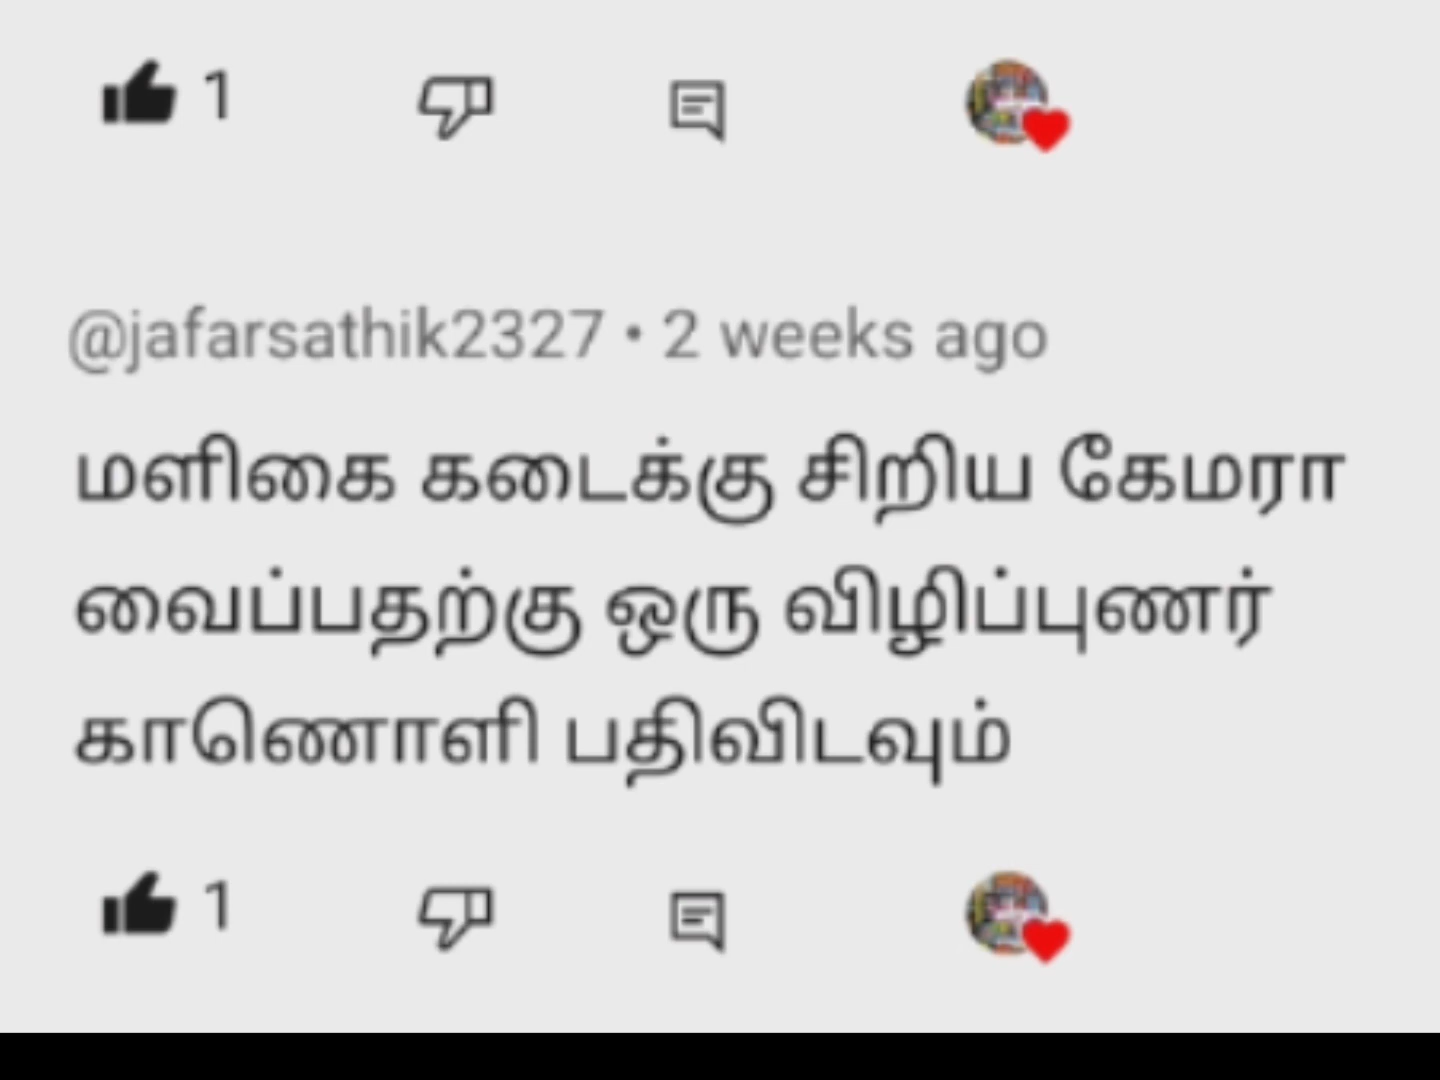 1
@jafarsathik2327 • 2 weeks ago
மளிகை கடைக்கு சிறிய கேமரா
வைப்பதற்கு ஒரு விழிப்புணர்
காணொளி பதிவிடவும்
1